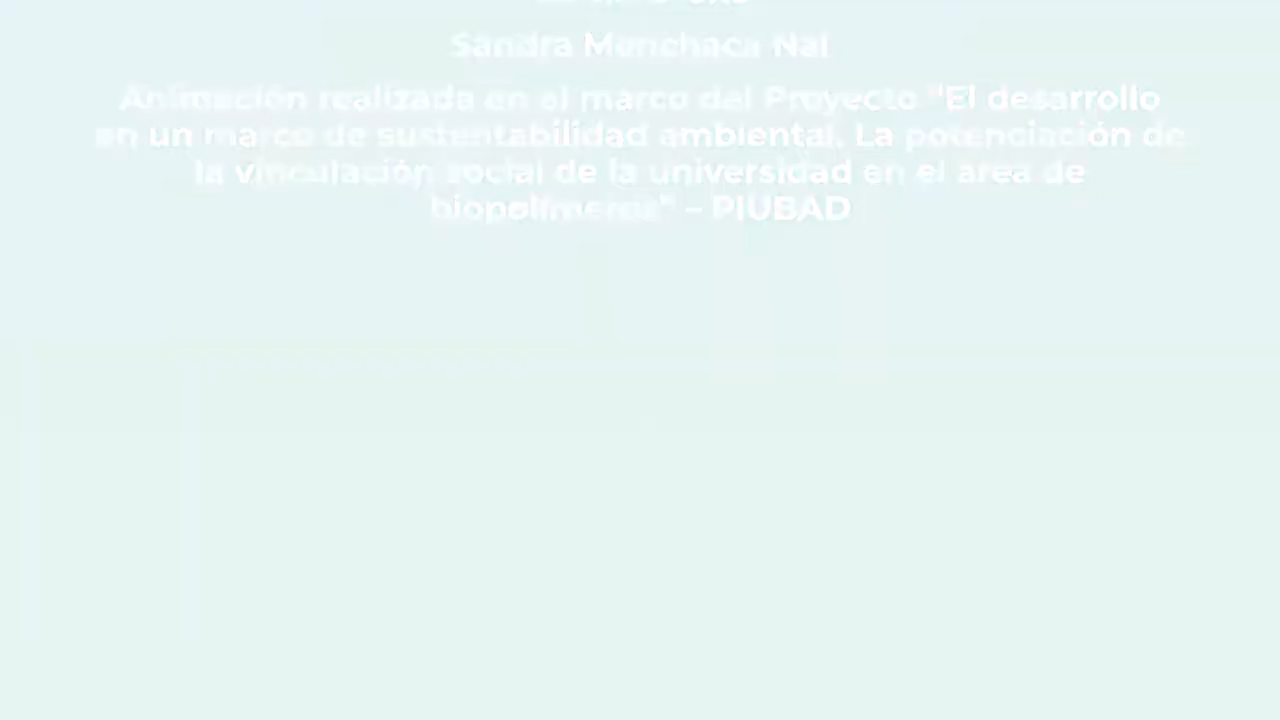 Sandra Menchaca Nal
Animación realizada en el marco del Proyecto "El desarrollo
en un marco de sustentabilidad ambiental. La potenciación de
la vinculación social de la universidad en el area de
biopolímeros" – PIUBAD